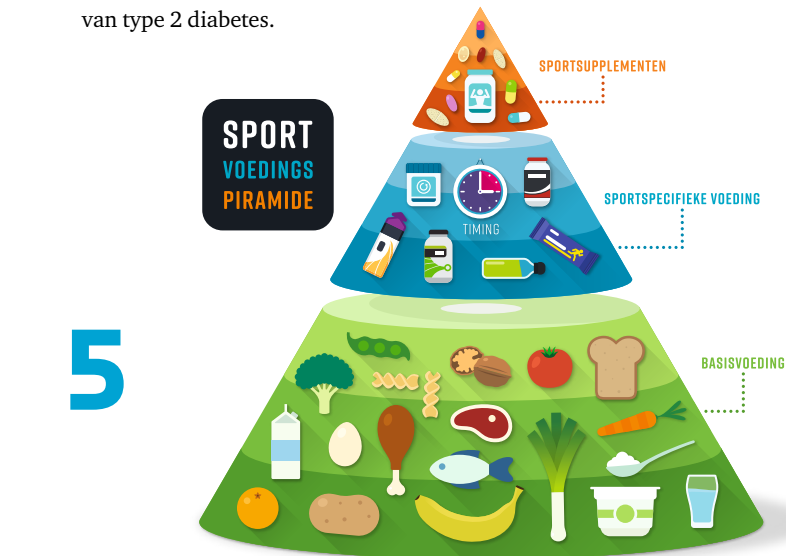 van type 2 diabetes.
SPORTSUPPLEMENTEN
SPORT
VOEDINGS
PIRAMIDE
SPORTSPECIFIEKE VOEDING
TIMING
5
BASISVOEDING